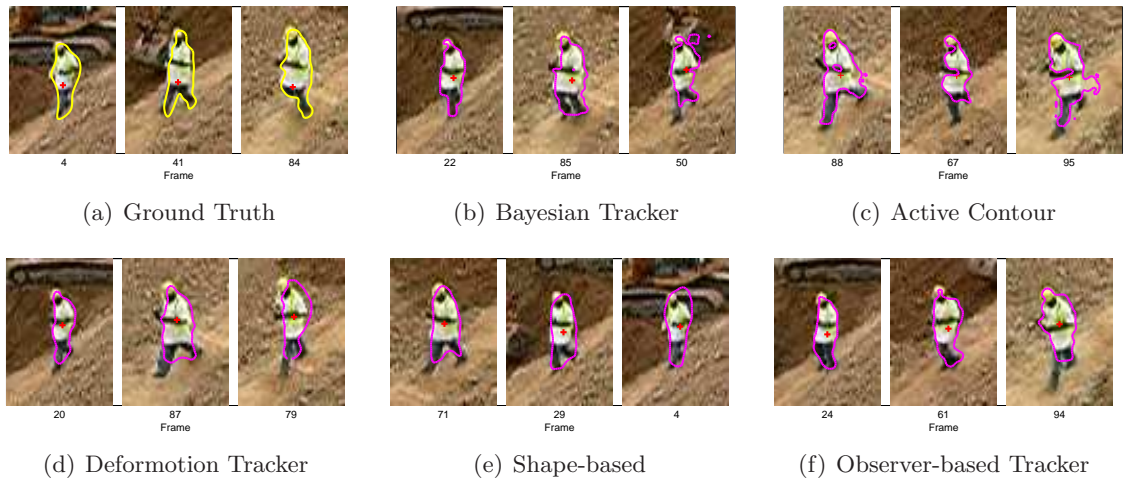 4 41 84
Frame
(a) Ground Truth
22 85 50
Frame
(b) Bayesian Tracker
88 67 95
Frame
(c) Active Contour
20 87 79
Frame
(d) Deformotion Tracker
71 29 4
Frame
(e) Shape-based
24 61 94
Frame
(f) Observer-based Tracker